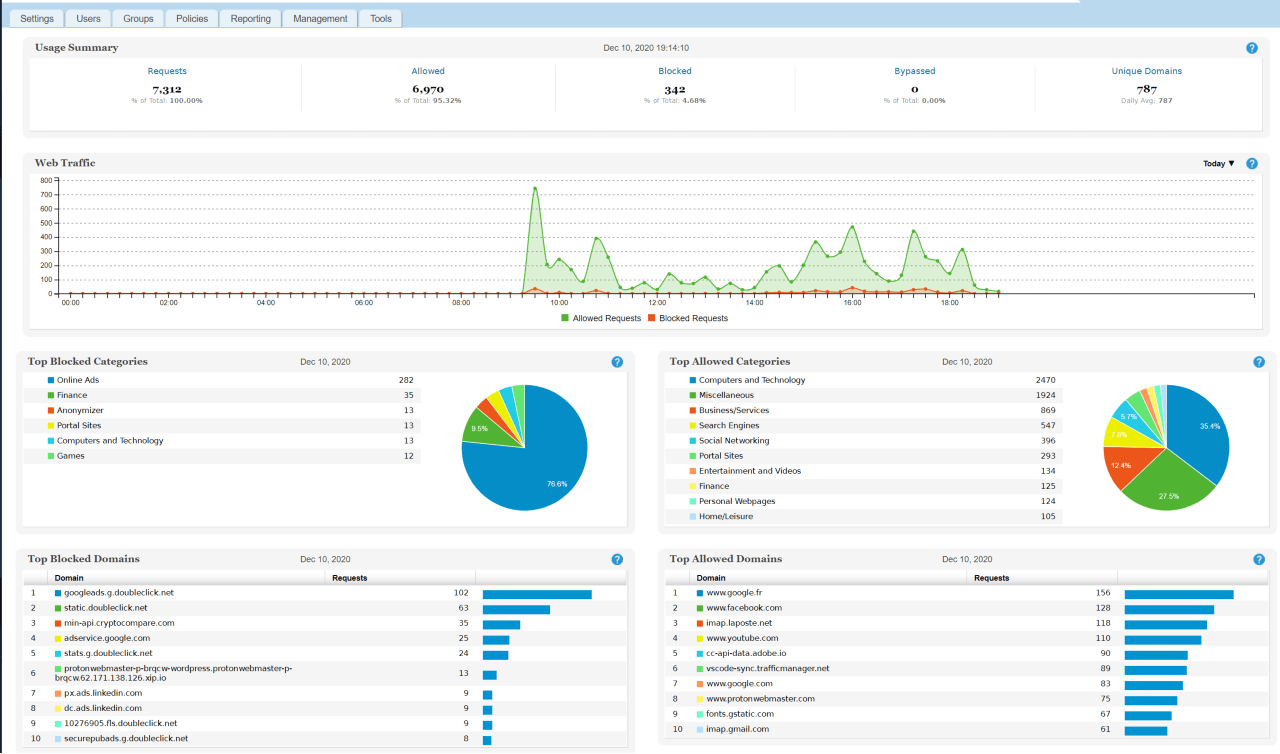 Settings Users Groups Policies Reporting Management Tools
Usage Summary Dec 10, 2020 19:14:10 ?
Requests Allowed Blocked Bypassed Unique Domains
7,312 6,970 342 0 787
% of Total: 100.00% % of Total: 95.32% % of Total: 4.68% % of Total: 0.00% Daily Avg: 787
Web Traffic Today ▼ ?
800
700
600
500
400
300
200
100
0
00:00 02:00 04:00 06:00 08:00 10:00 12:00 14:00 16:00 18:00
Allowed Requests Blocked Requests
Top Blocked Categories Dec 10, 2020 ?
Online Ads 282
Finance 35
Anonymizer 13
Portal Sites 13
Computers and Technology 13
Games 12
9.5%
76.6%
Top Allowed Categories Dec 10, 2020 ?
Computers and Technology 2470
Miscellaneous 1924
Business/Services 869
Search Engines 547
Social Networking 396
Portal Sites 293
Entertainment and Videos 134
Finance 125
Personal Webpages 124
Home/Leisure 105
5.7%
35.4%
7.8%
12.4%
27.5%
Top Blocked Domains Dec 10, 2020 ?
Domain Requests
1 googleads.g.doubleclick.net 102
2 static.doubleclick.net 63
3 min-api.cryptocompare.com 35
4 adservice.google.com 25
5 stats.g.doubleclick.net 24
6 protonwebmaster-p-brqcw-wordpress.protonwebmaster-p-
brqcw.62.171.138.126.xip.io 13
7 px.ads.linkedin.com 9
8 dc.ads.linkedin.com 9
9 10276905.fls.doubleclick.net 9
10 securepubads.g.doubleclick.net 8
Top Allowed Domains Dec 10, 2020 ?
Domain Requests
1 www.google.fr 156
2 www.facebook.com 128
3 imap.laposte.net 118
4 www.youtube.com 110
5 cc-api-data.adobe.io 90
6 vscode-sync.trafficmanager.net 89
7 www.google.com 83
8 www.protonwebmaster.com 75
9 fonts.gstatic.com 67
10 imap.gmail.com 61